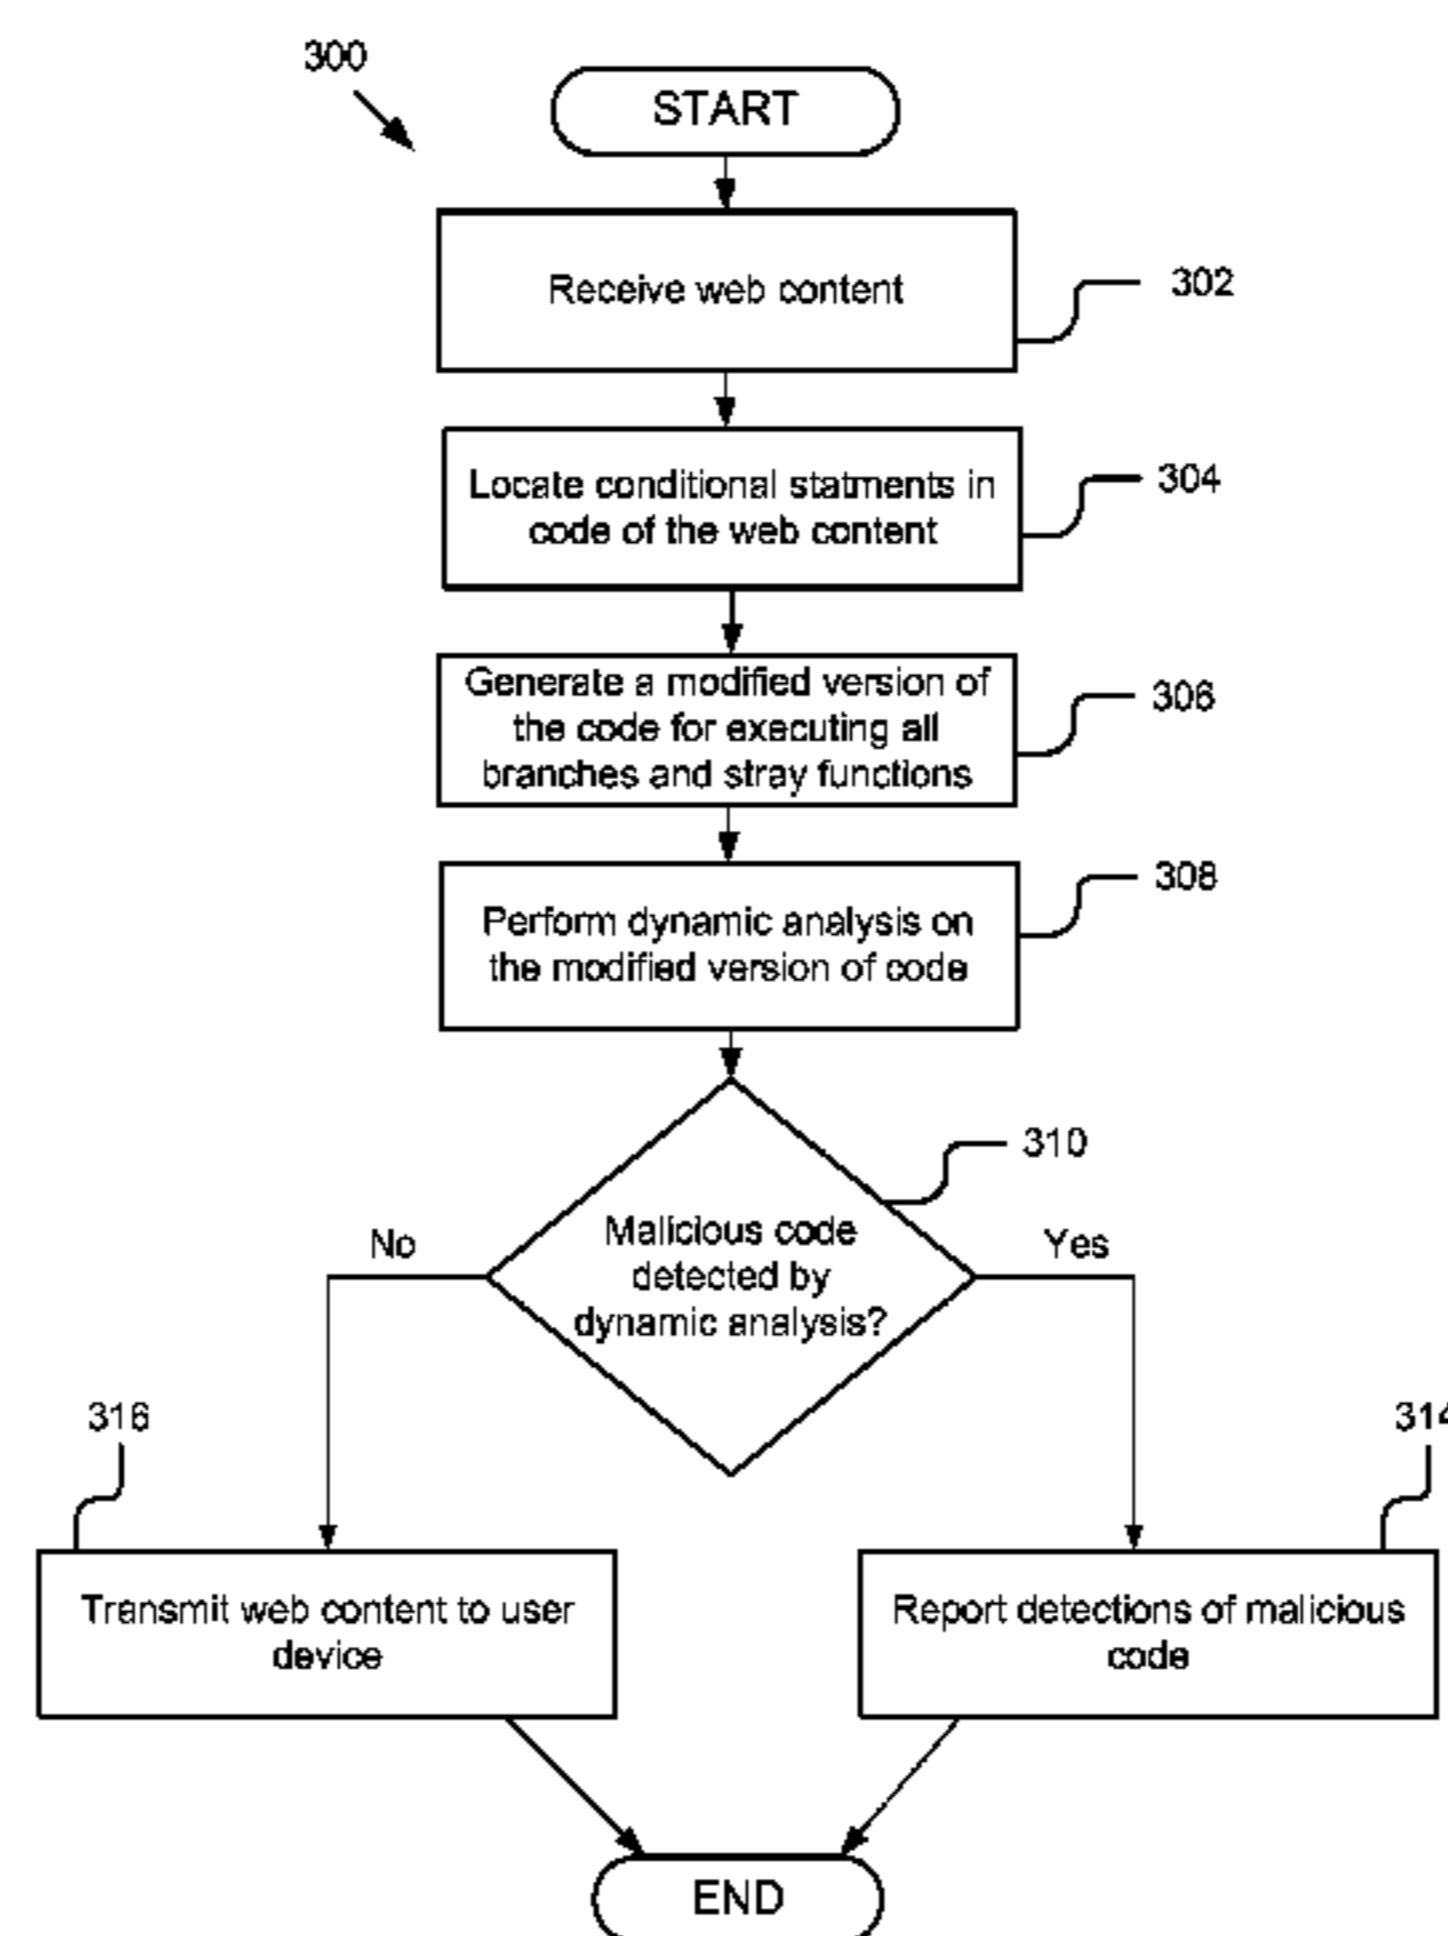 300
START
Receive web content
302
Locate conditional statments in
code of the web content
304
Generate a modified version of
the code for executing all
branches and stray functions
306
Perform dynamic analysis on
the modified version of code
308
310
Malicious code
detected by
dynamic analysis?
No
Yes
316
314
Transmit web content to user
device
Report detections of malicious
code
END